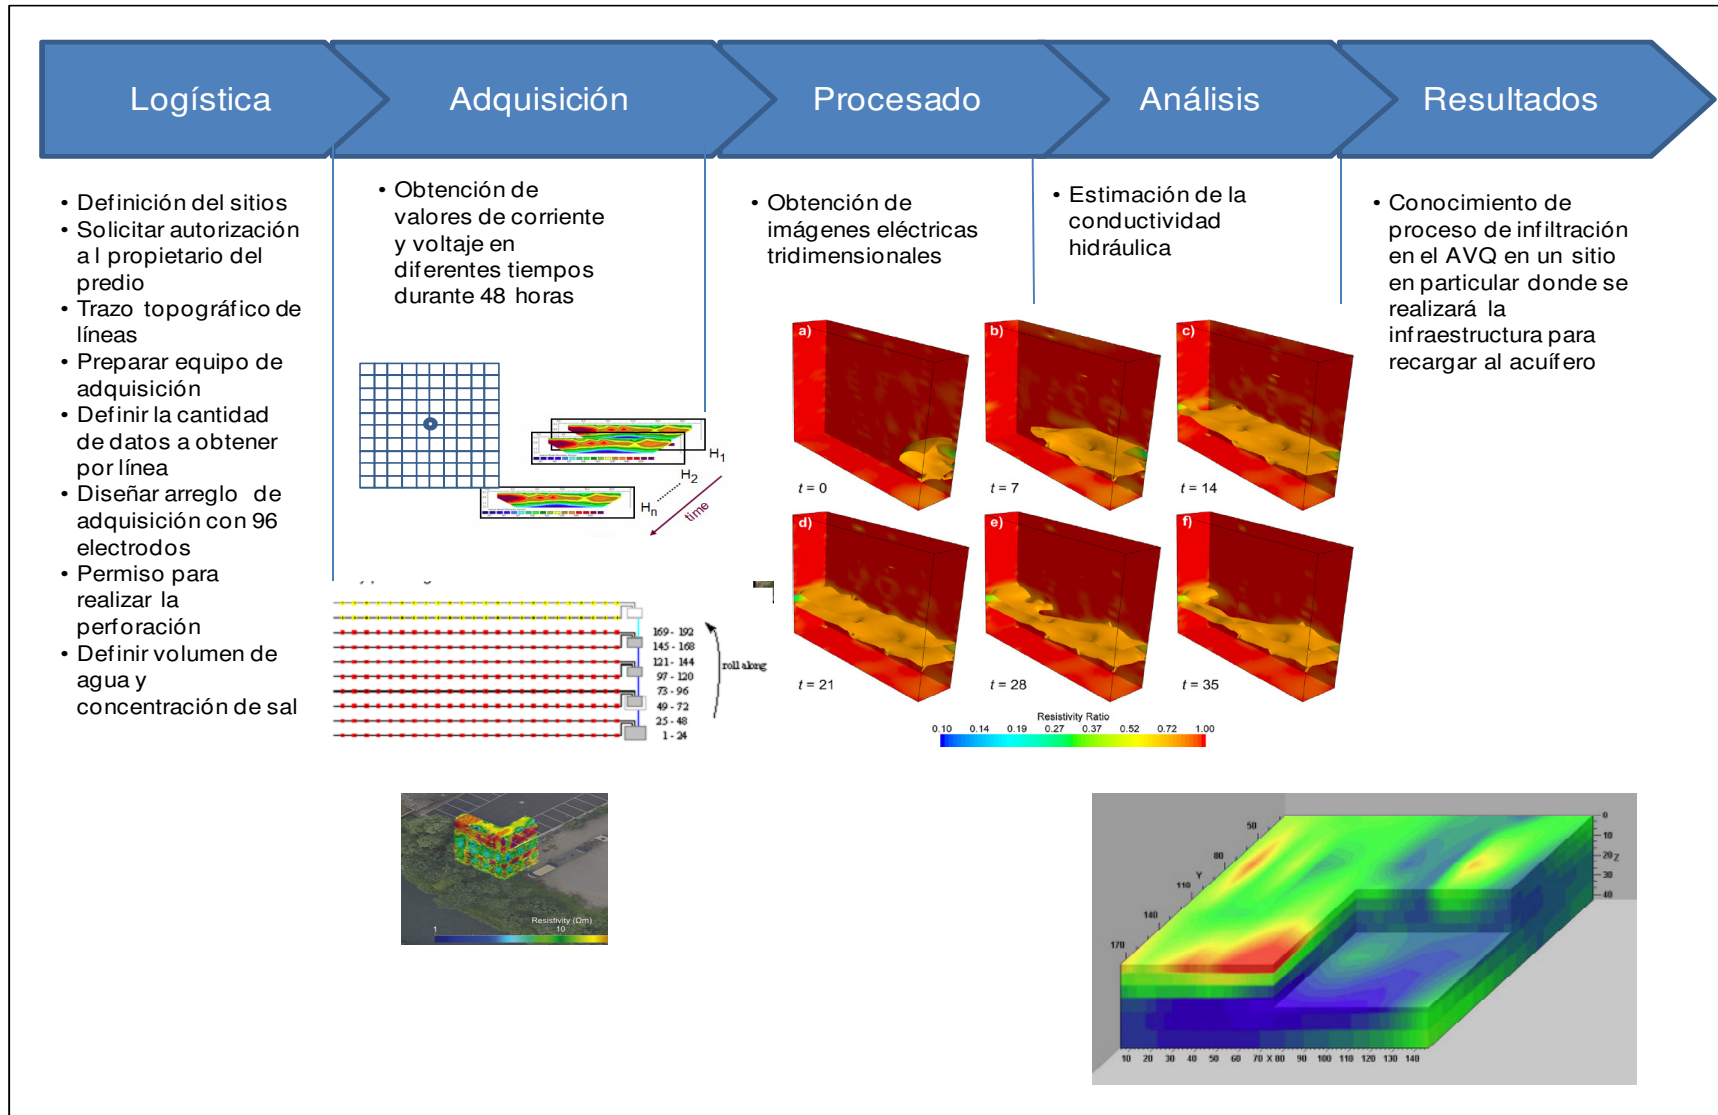 Logística
Adquisición
Procesado
Análisis
Resultados
• Definición del sitios
• Solicitar autorización
a l propietario del
predio
• Trazo topográfico de
líneas
• Preparar equipo de
adquisición
• Definir la cantidad
de datos a obtener
por línea
• Diseñar arreglo de
adquisición con 96
electrodos
• Permiso para
realizar la
perforación
• Definir volumen de
agua y
concentración de sal
• Obtención de
valores de corriente
y voltaje en
diferentes tiempos
durante 48 horas
H1
H2
Hn
time
169 - 192
145 - 168
121 - 144
97 - 120
73 - 96
49 - 72
25 - 48
1 - 24
roll along
Resistivity (Ωm)
1 10
• Obtención de
imágenes eléctricas
tridimensionales
• Estimación de la
conductividad
hidráulica
a) b) c)
t = 0 t = 7 t = 14
d) e) f)
t = 21 t = 28 t = 35
Resistivity Ratio
0.10 0.14 0.19 0.27 0.37 0.52 0.72 1.00
• Conocimiento de
proceso de infiltración
en el AVQ en un sitio
en particular donde se
realizará la
infraestructura para
recargar al acuífero
50
80
Y
110
140
170
0
10
20 Z
30
40
10 20 30 40 50 60 70 X 80 90 100 110 120 130 140